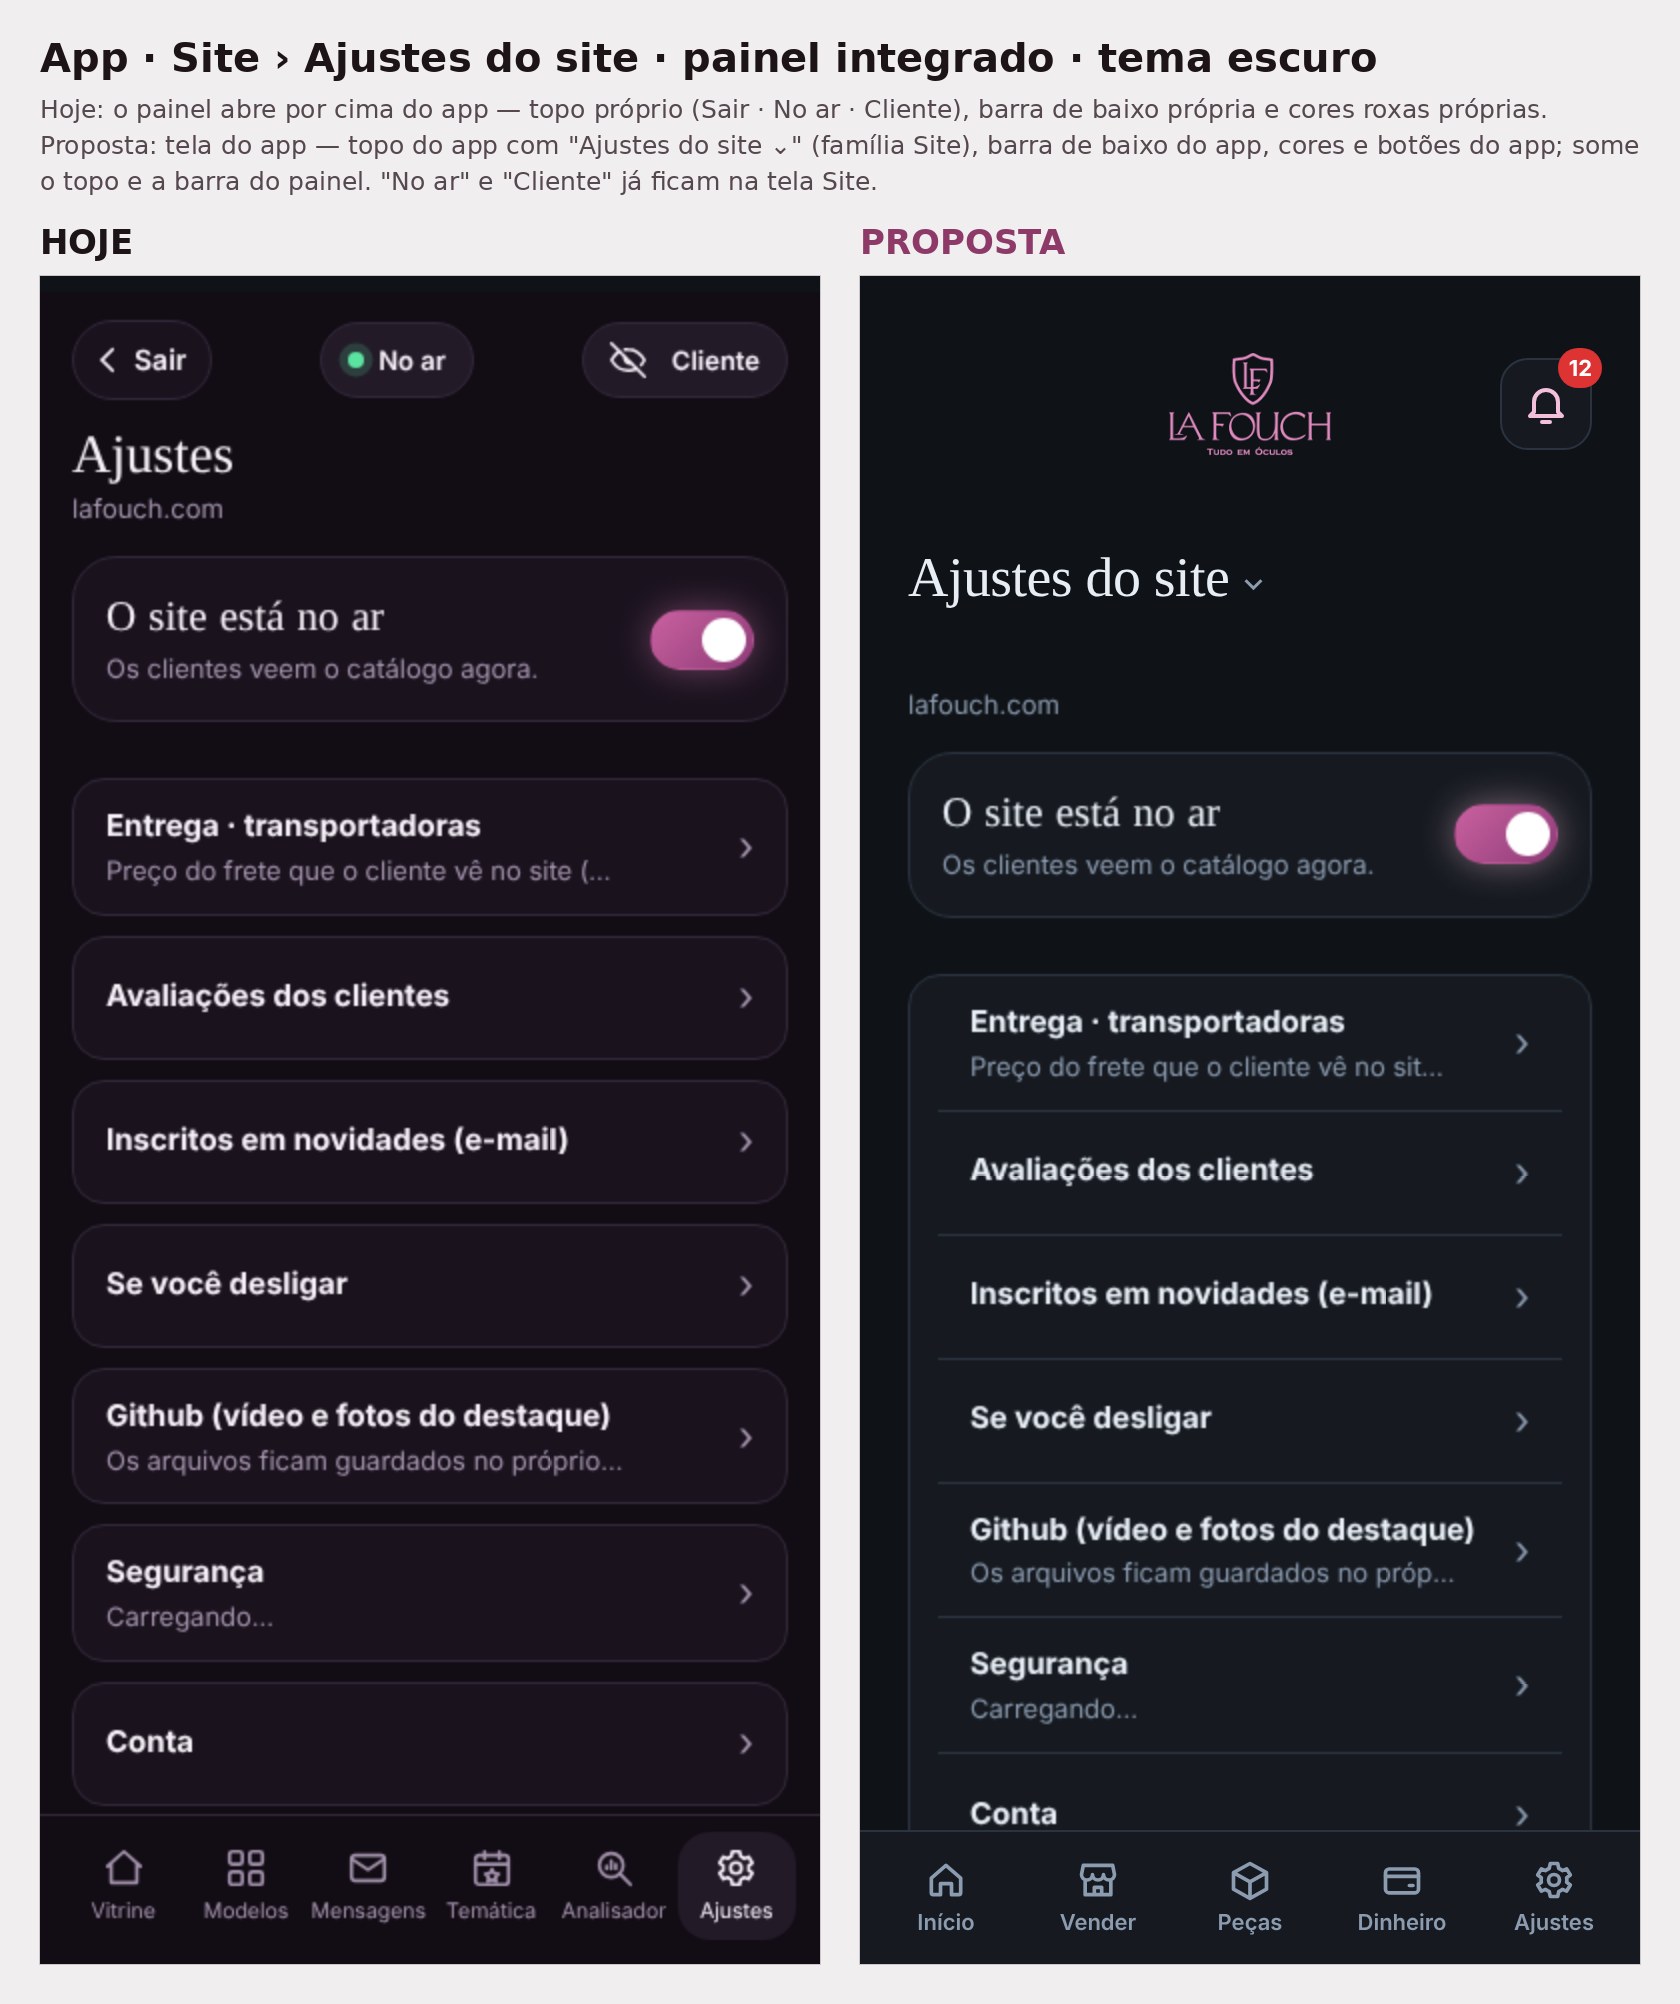 App · Site › Ajustes do site · painel integrado · tema escuro
Hoje: o painel abre por cima do app — topo próprio (Sair · No ar · Cliente), barra de baixo própria e cores roxas próprias.
Proposta: tela do app — topo do app com "Ajustes do site ⌄" (família Site), barra de baixo do app, cores e botões do app; some
o topo e a barra do painel. "No ar" e "Cliente" já ficam na tela Site.
HOJE
Sair
No ar
Cliente
Ajustes
lafouch.com
O site está no ar
Os clientes veem o catálogo agora.
Entrega · transportadoras
Preço do frete que o cliente vê no site (...
Avaliações dos clientes
Inscritos em novidades (e-mail)
Se você desligar
Github (vídeo e fotos do destaque)
Os arquivos ficam guardados no próprio...
Segurança
Carregando...
Conta
Vitrine
Modelos
Mensagens
Temática
Analisador
Ajustes
PROPOSTA
LF
LA FOUCH
TUDO EM ÓCULOS
12
Ajustes do site ⌄
lafouch.com
O site está no ar
Os clientes veem o catálogo agora.
Entrega · transportadoras
Preço do frete que o cliente vê no sit...
Avaliações dos clientes
Inscritos em novidades (e-mail)
Se você desligar
Github (vídeo e fotos do destaque)
Os arquivos ficam guardados no próp...
Segurança
Carregando...
Conta
Início
Vender
Peças
Dinheiro
Ajustes